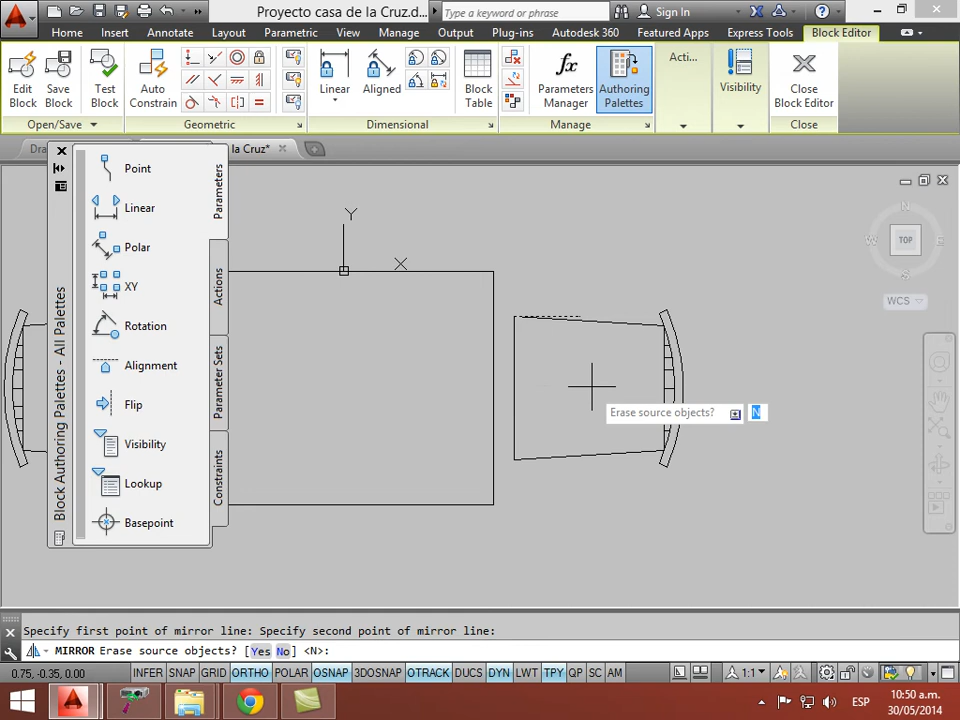 Proyecto casa de la Cruz.d...
Type a keyword or phrase
Sign In
Home Insert Annotate Layout Parametric View Manage Output Plug-ins Autodesk 360 Featured Apps Express Tools Block Editor
Edit Block
Save Block
Test Block
Auto Constrain
Linear
Aligned
Block Table
Parameters Manager
Authoring Palettes
Acti...
Visibility
Close Block Editor
Open/Save Geometric Dimensional Manage Close
Dra
la Cruz*
Point
Linear
Polar
XY
Rotation
Alignment
Flip
Visibility
Lookup
Basepoint
Parameters
Actions
Parameter Sets
Constraints
Block Authoring Palettes - All Palettes
Y
X
N
W TOP E
S
WCS
Erase source objects? N
Specify first point of mirror line: Specify second point of mirror line:
MIRROR Erase source objects? [Yes No] <N>:
0.75, -0.35, 0.00 INFER SNAP GRID ORTHO POLAR OSNAP 3DOSNAP OTRACK DUCS DYN LWT TPY QP SC AM 1:1
ESP
10:50 a.m.
30/05/2014